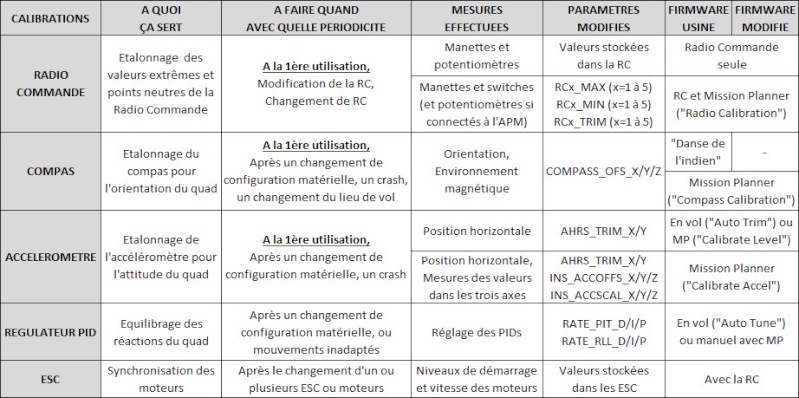 CALIBRATIONS
A QUOI
ÇA SERT
A FAIRE QUAND
AVEC QUELLE PERIODICITE
MESURES
EFFECTUEES
PARAMETRES
MODIFIES
FIRMWARE
USINE
FIRMWARE
MODIFIE
RADIO
COMMANDE
Etalonnage des
valeurs extrêmes et
points neutres de la
Radio Commande
A la 1ère utilisation,
Modification de la RC,
Changement de RC
Manettes et
potentiomètres
Valeurs stockées
dans la RC
Radio Commande
seule
Manettes et switches
(et potentiomètres si
connectés à l'APM)
RCx_MAX (x=1 à 5)
RCx_MIN (x=1 à 5)
RCx_TRIM (x=1 à 5)
RC et Mission Planner
("Radio Calibration")
COMPAS
Etalonnage du
compas pour
l'orientation du quad
A la 1ère utilisation,
Après un changement de
configuration matérielle, un crash,
un changement du lieu de vol
Orientation,
Environement
magnétique
COMPASS_OFS_X/Y/Z
"Danse de
l'indien"
-
Mission Planner
("Compass Calibration")
ACCELEROMETRE
Etalonnage de
l'accéléromètre pour
l'attitude du quad
A la 1ère utilisation,
Après un changement de
configuration matérielle, un crash
Position horizontale
AHRS_TRIM_X/Y
En vol ("Auto Trim") ou
MP ("Calibrate Level")
Position horizontale,
Mesures des valeurs
dans les trois axes
AHRS_TRIM_X/Y
INS_ACCOFFS_X/Y/Z
INS_ACCSCAL_X/Y/Z
Mission Planner
("Calibrate Accel")
REGULATEUR PID
Equilibrage des
réactions du quad
Après un changement de
configuration matérielle, ou
mouvements inadaptés
Réglage des PIDs
RATE_PIT_D/I/P
RATE_RLL_D/I/P
En vol ("Auto Tune")
ou manuel avec MP
ESC
Synchronisation des
moteurs
Après le changement d'un ou
plusieurs ESC ou moteurs
Niveaux de démarrage
et vitesse des moteurs
Valeurs stockées
dans les ESC
Avec la RC